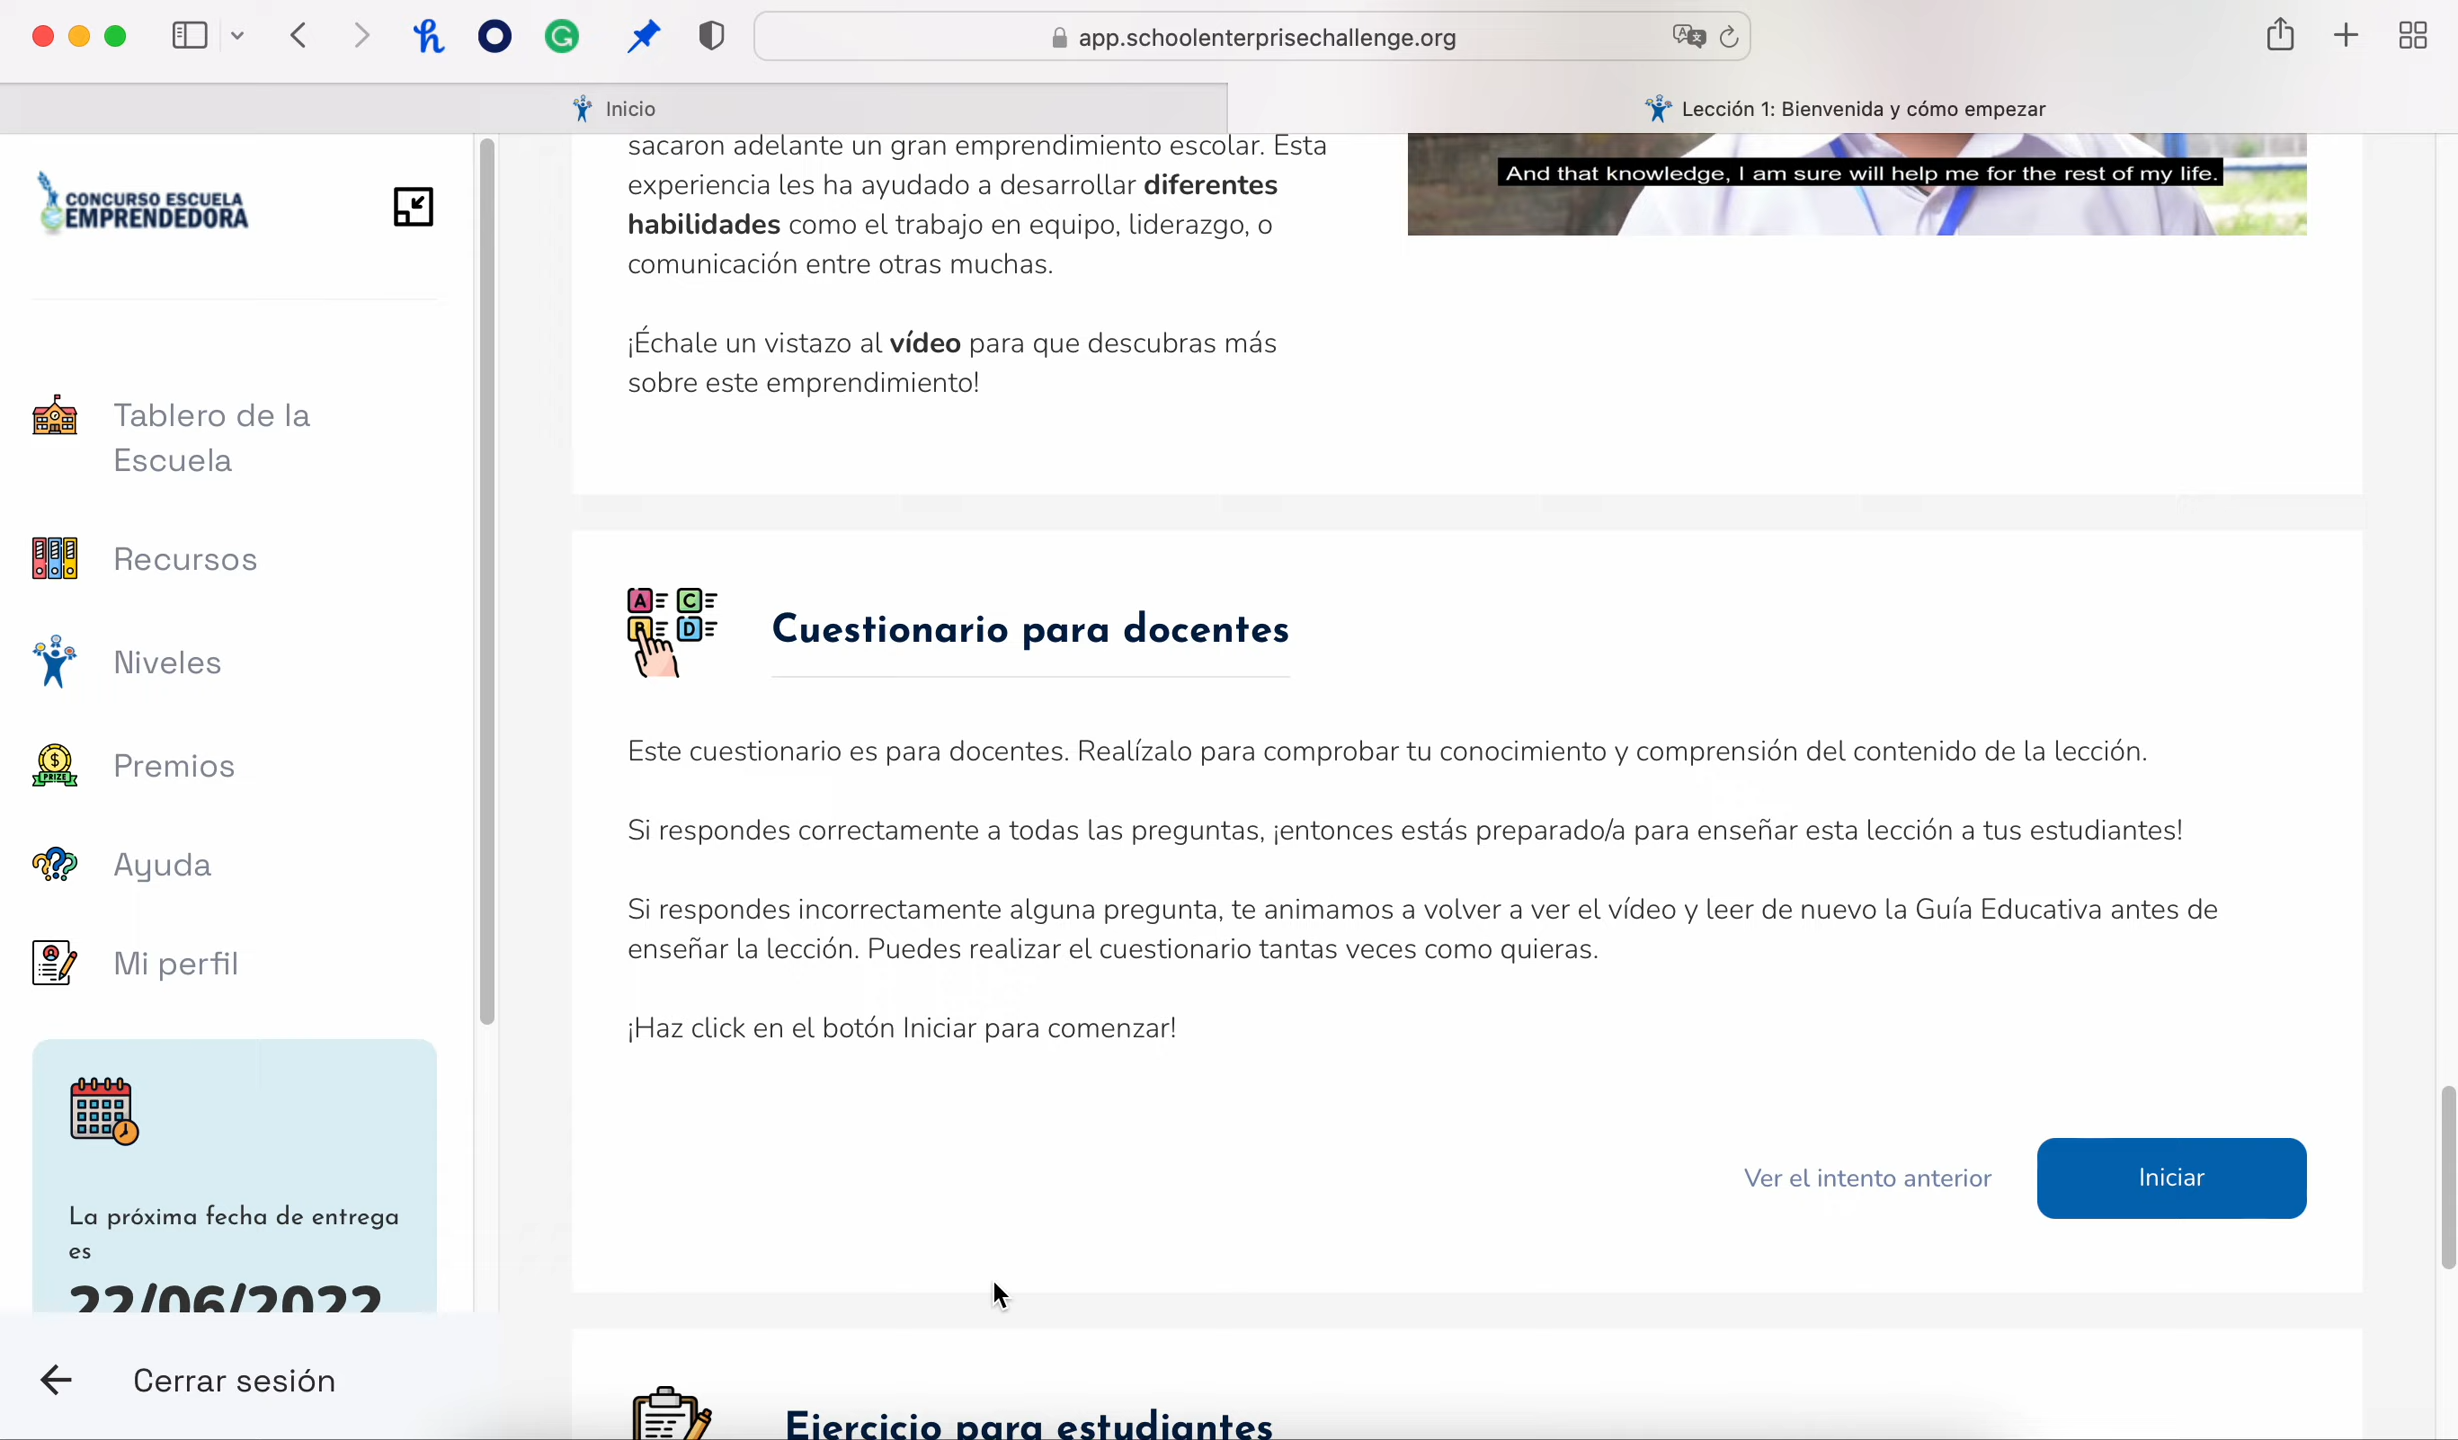 app.schoolenterprisechallenge.org
Inicio
Lección 1: Bienvenida y cómo empezar
CONCURSO ESCUELA
EMPRENDEDORA
Tablero de la
Escuela
Recursos
Niveles
PRIZE
Premios
Ayuda
Mi perfil
La próxima fecha de entrega
es
22/06/2022
Cerrar sesión
sacaron adelante un gran emprendimiento escolar. Esta
experiencia les ha ayudado a desarrollar diferentes
habilidades como el trabajo en equipo, liderazgo, o
comunicación entre otras muchas.
¡Échale un vistazo al vídeo para que descubras más
sobre este emprendimiento!
And that knowledge, I am sure will help me for the rest of my life.
A C
B D
Cuestionario para docentes
Este cuestionario es para docentes. Realízalo para comprobar tu conocimiento y comprensión del contenido de la lección.
Si respondes correctamente a todas las preguntas, ¡entonces estás preparado/a para enseñar esta lección a tus estudiantes!
Si respondes incorrectamente alguna pregunta, te animamos a volver a ver el vídeo y leer de nuevo la Guía Educativa antes de
enseñar la lección. Puedes realizar el cuestionario tantas veces como quieras.
¡Haz click en el botón Iniciar para comenzar!
Ver el intento anterior
Iniciar
Ejercicio para estudiantes